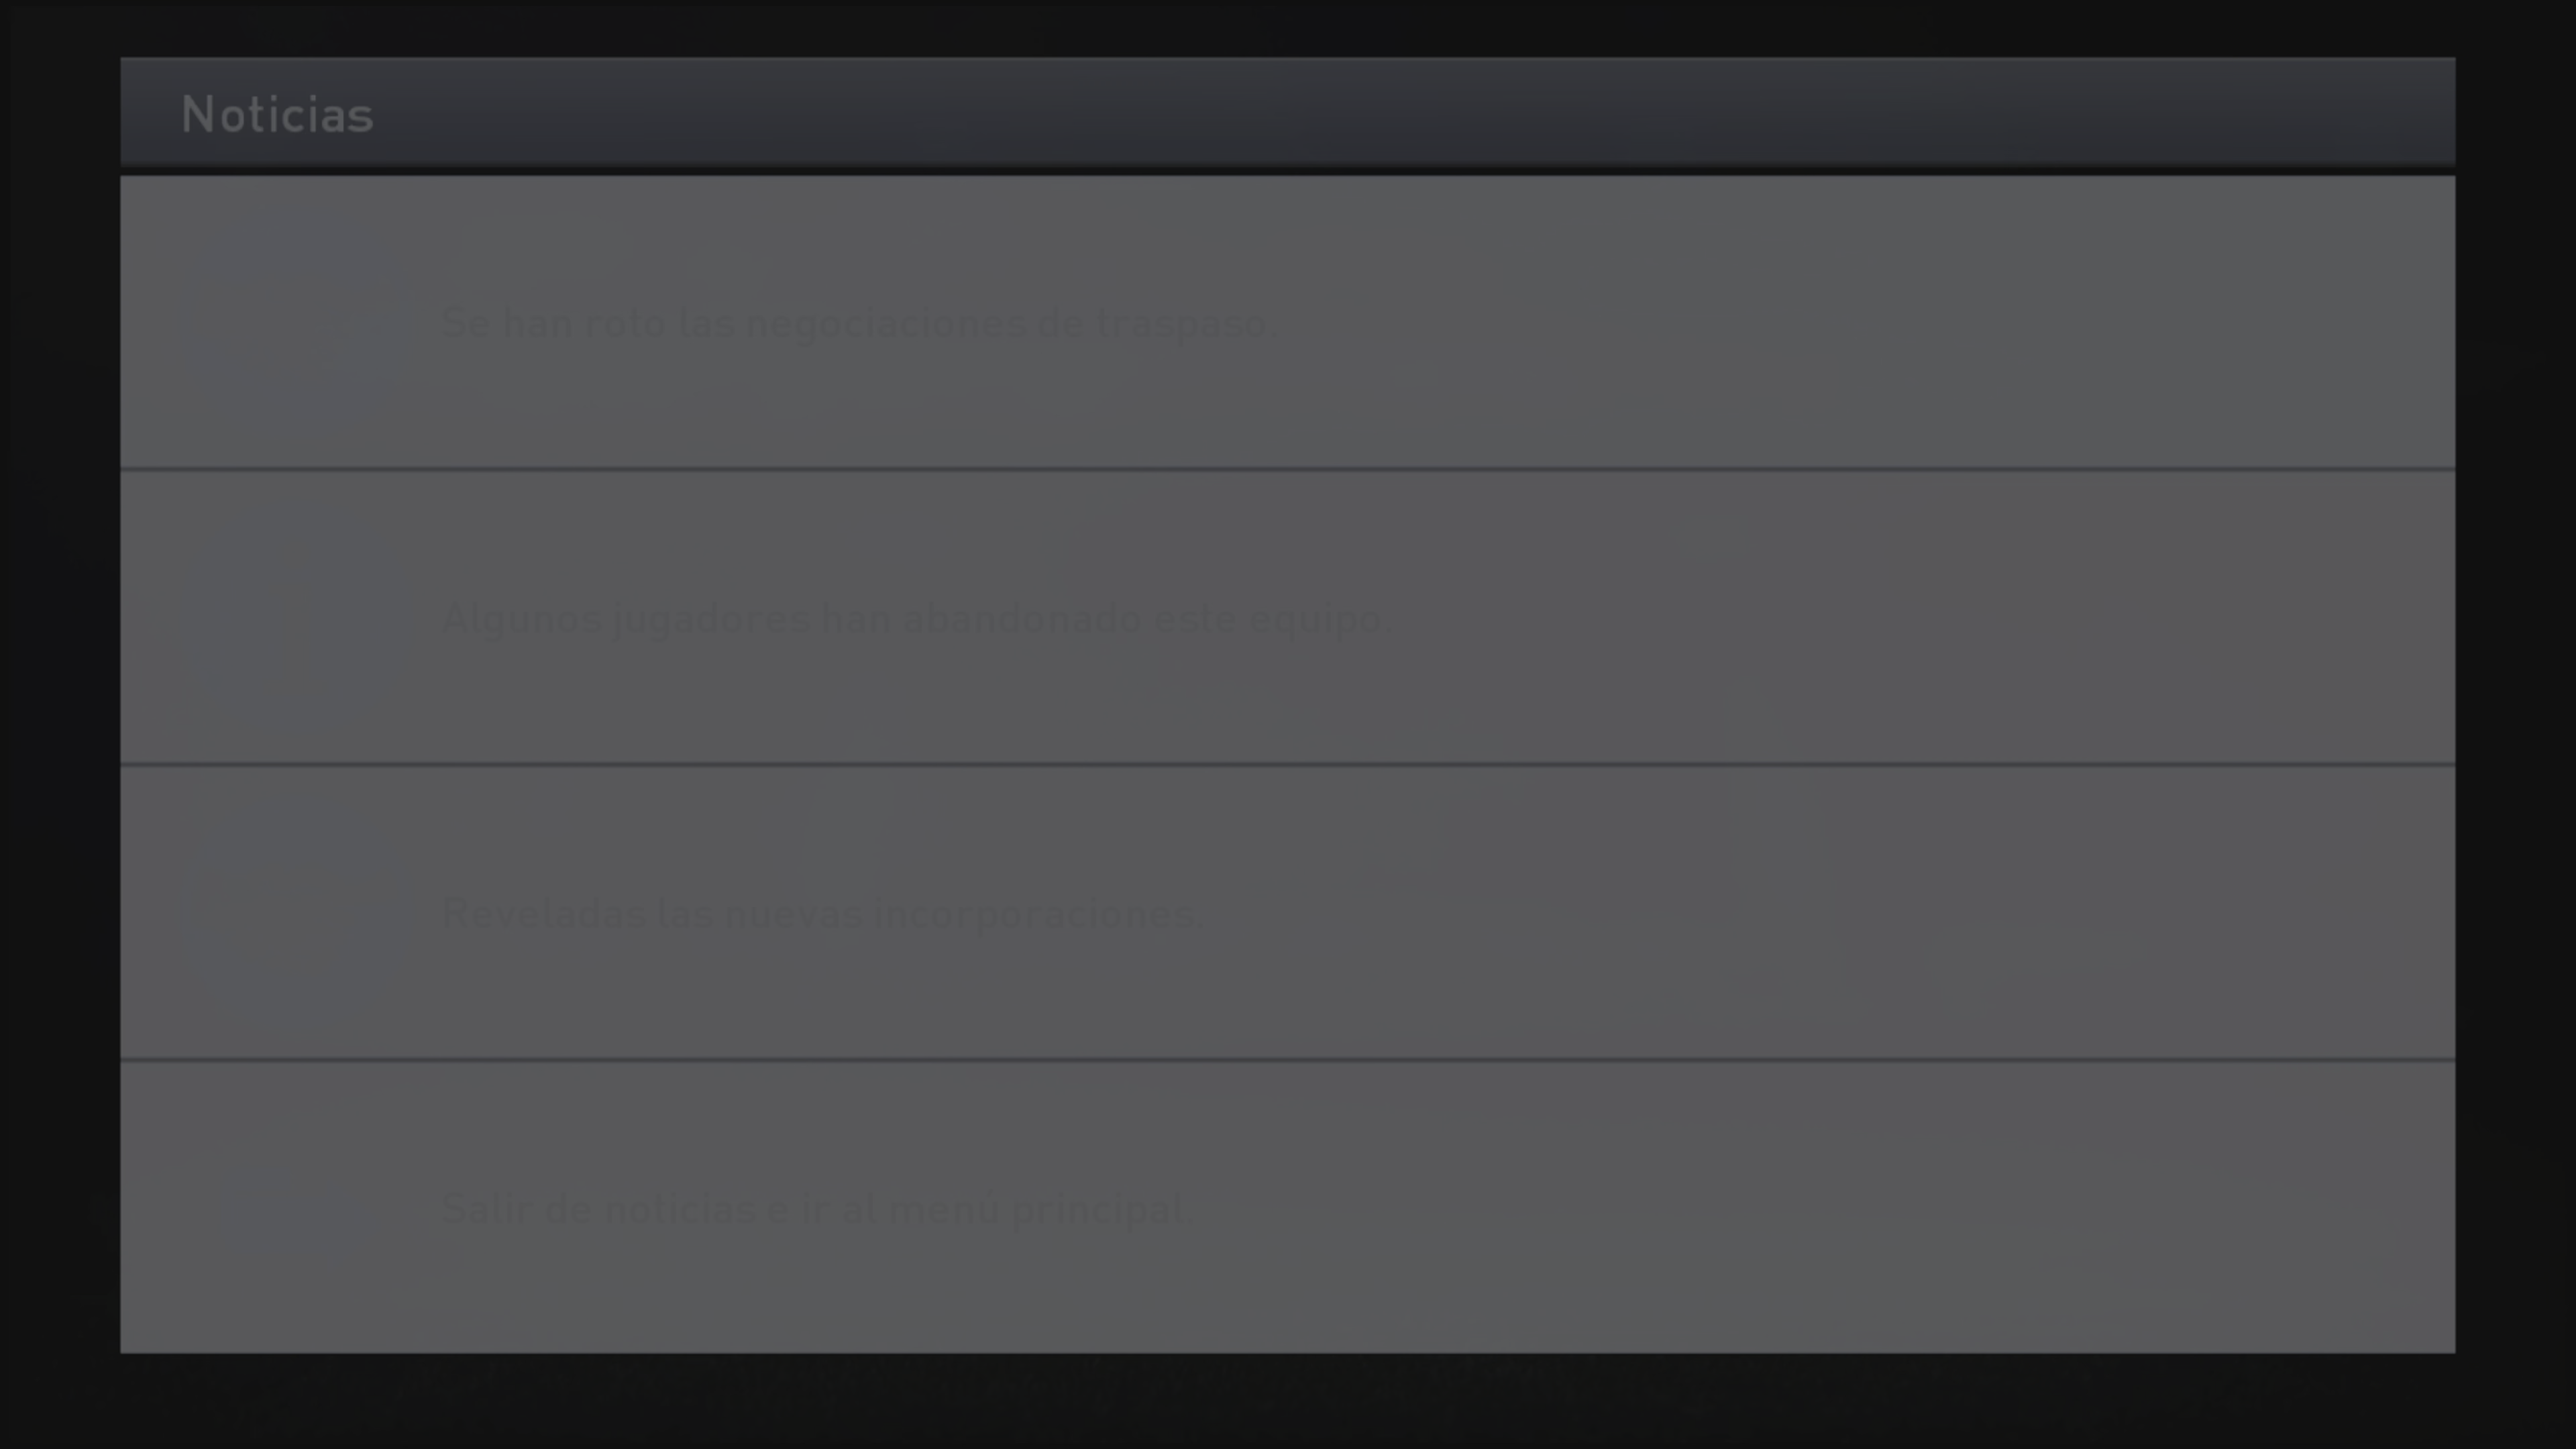 Noticias
Se han roto las negociaciones de traspaso.
Algunos jugadores han abandonado este equipo.
Reveladas las nuevas incorporaciones.
Salir de noticias e ir al menú principal.